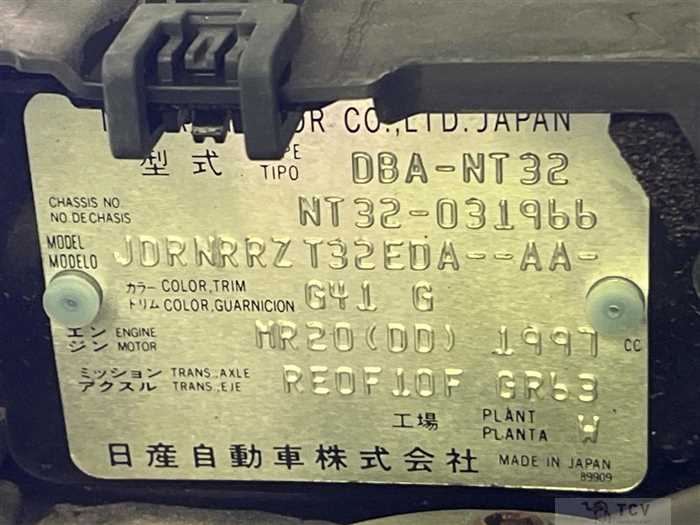 OR CO.,LTD.JAPAN
型式 TIPO DBA-NT32
CHASSIS NO.
NO.DE CHASIS NT32-031966
MODEL
MODELO JDRNRRZ T32EDA--AA-
カラー COLOR,TRIM
トリム COLOR,GUARNICION G41 G
エン ENGINE
ジン MOTOR MR20(DD) 1997 CC
ミッション TRANS.,AXLE
アクスル TRANS.,EJE RE0F10F GR63
工場 PLANT
PLANTA W
日産自動車株式会社 MADE IN JAPAN
89909
TCV